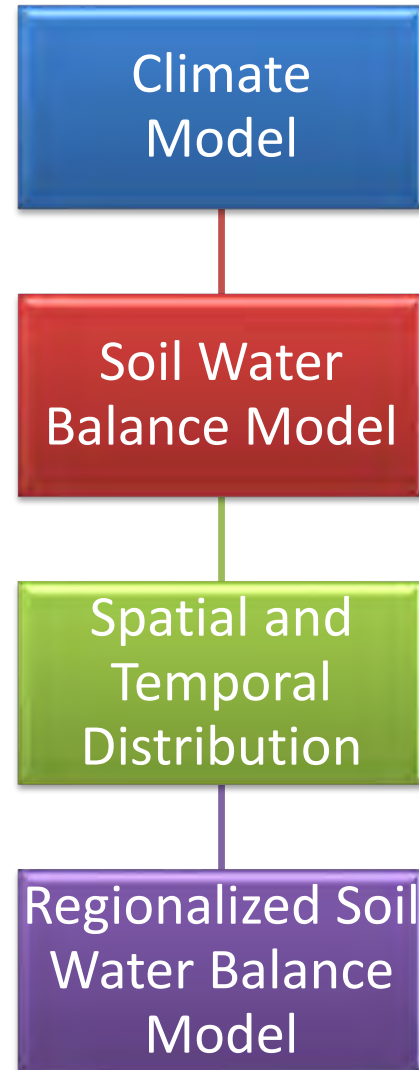 Climate
Model
Soil Water
Balance Model
Spatial and
Temporal
Distribution
Regionalized Soil
Water Balance
Model